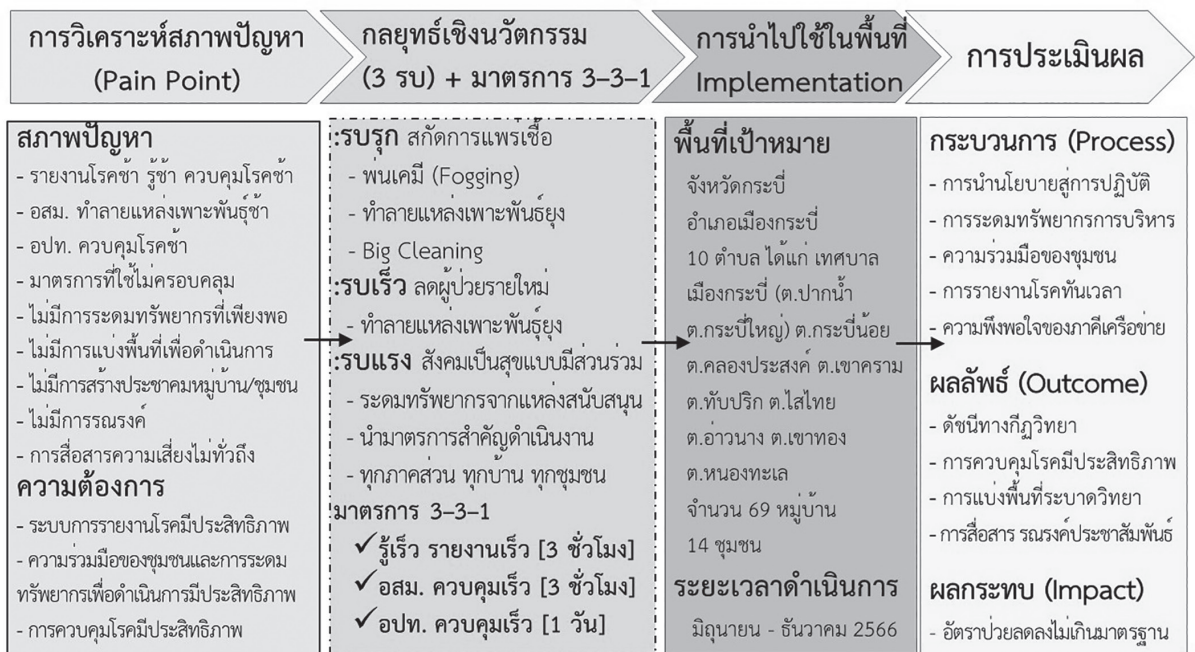 การวิเคราะห์สภาพปัญหา
(Pain Point)
กลยุทธ์เชิงนวัตกรรม
(3 รบ) + มาตรการ 3–3–1
การนำไปใช้ในพื้นที่
Implementation
การประเมินผล
สภาพปัญหา
- รายงานโรคช้า รู้ช้า ควบคุมโรคช้า
- อสม. ทำลายแหล่งเพาะพันธุ์ช้า
- อปท. ควบคุมโรคช้า
- มาตรการที่ใช้ไม่ครอบคลุม
- ไม่มีการระดมทรัพยากรที่เพียงพอ
- ไม่มีการแบ่งพื้นที่เพื่อดำเนินการ
- ไม่มีการสร้างประชาคมหมู่บ้าน/ชุมชน
- ไม่มีการรณรงค์
- การสื่อสารความเสี่ยงไม่ทั่วถึง
ความต้องการ
- ระบบการรายงานโรคมีประสิทธิภาพ
- ความร่วมมือของชุมชนและการระดม
ทรัพยากรเพื่อดำเนินการมีประสิทธิภาพ
- การควบคุมโรคมีประสิทธิภาพ
:รบรุก สกัดการแพร่เชื้อ
- พ่นเคมี (Fogging)
- ทำลายแหล่งเพาะพันธ์ยุง
- Big Cleaning
:รบเร็ว ลดผู้ป่วยรายใหม่
- ทำลายแหล่งเพาะพันธุ์ยุง
:รบแรง สังคมเป็นสุขแบบมีส่วนร่วม
- ระดมทรัพยากรจากแหล่งสนับสนุน
- นำมาตรการสำคัญดำเนินงาน
- ทุกภาคส่วน ทุกบ้าน ทุกชุมชน
มาตรการ 3–3–1
✓รู้เร็ว รายงานเร็ว [3 ชั่วโมง]
✓อสม. ควบคุมเร็ว [3 ชั่วโมง]
✓อปท. ควบคุมเร็ว [1 วัน]
พื้นที่เป้าหมาย
จังหวัดกระบี่
อำเภอเมืองกระบี่
10 ตำบล ได้แก่ เทศบาล
เมืองกระบี่ (ต.ปากน้ำ
ต.กระบี่ใหญ่) ต.กระบี่น้อย
ต.คลองประสงค์ ต.เขาคราม
ต.ทับปริก ต.ไสไทย
ต.อ่าวนาง ต.เขาทอง
ต.หนองทะเล
จำนวน 69 หมู่บ้าน
14 ชุมชน
ระยะเวลาดำเนินการ
มิถุนายน - ธันวาคม 2566
กระบวนการ (Process)
- การนำนโยบายสู่การปฏิบัติ
- การระดมทรัพยากรการบริหาร
- ความร่วมมือของชุมชน
- การรายงานโรคทันเวลา
- ความพึงพอใจของภาคีเครือข่าย
ผลลัพธ์ (Outcome)
- ดัชนีทางกีฏวิทยา
- การควบคุมโรคมีประสิทธิภาพ
- การแบ่งพื้นที่ระบาดวิทยา
- การสื่อสาร รณรงค์ประชาสัมพันธ์
ผลกระทบ (Impact)
- อัตราป่วยลดลงไม่เกินมาตรฐาน